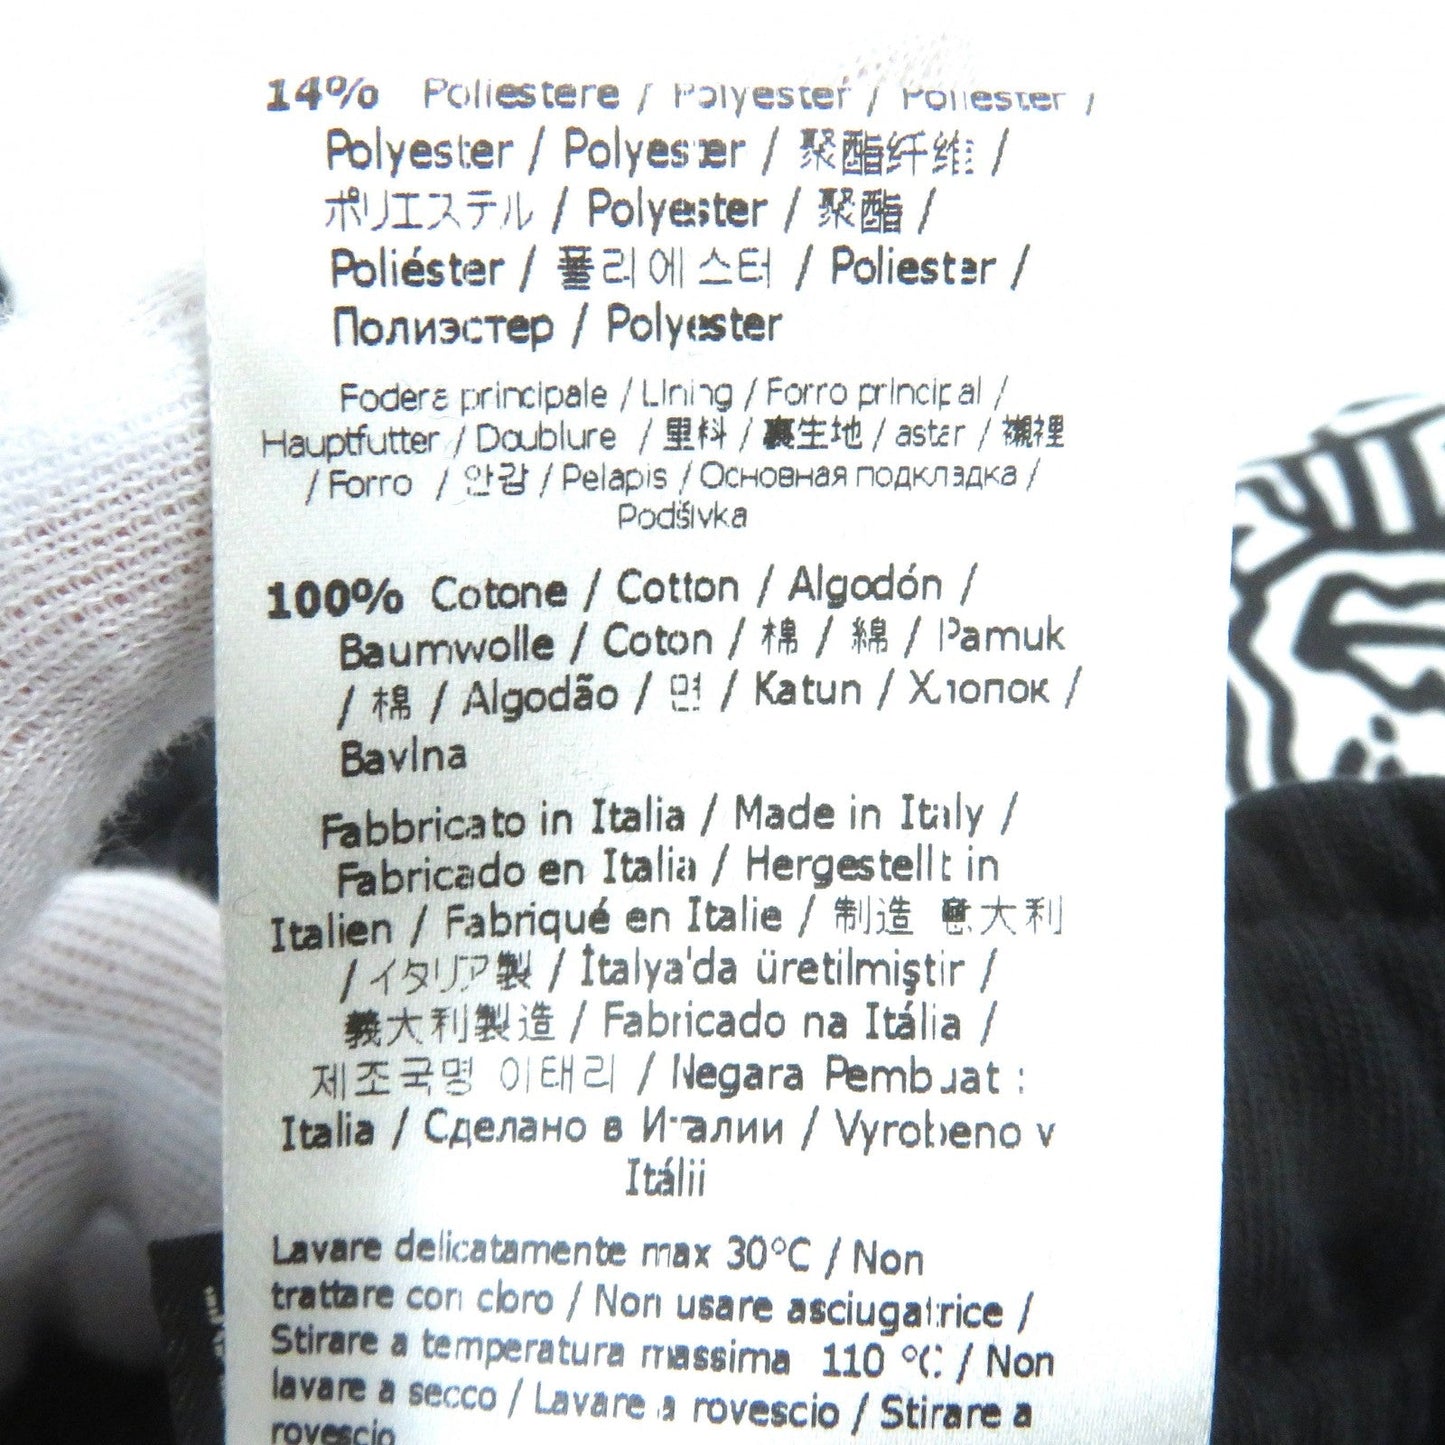 14% Poliestere / Polyester / Poliester /
Polyester / Polyester / 聚酯纤维 /
ポリエステル / Polyester / 聚酯 /
Poliéster / 폴리에스터 / Poliester /
Полиэстер / Polyester
Fodera principale / Lining / Forro principal /
Hauptfutter / Doublure / 里料 / 裏生地 / astar / 襯裡
/ Forro / 안감 / Pelapis / Основная подкладка /
Podšívka
100% Cotone / Cotton / Algodón /
Baumwolle / Coton / 棉 / 綿 / Pamuk
/ 棉 / Algodão / 면 / Katun / Хлопок /
Bavlna
Fabbricato in Italia / Made in Italy /
Fabricado en Italia / Hergestellt in
Italien / Fabriqué en Italie / 制造 意大利
/ イタリア製 / İtalya'da üretilmiştir /
義大利製造 / Fabricado na Itália /
제조국명 이태리 / Negara Pembuat :
Italia / Сделано в Италии / Vyrobeno v
Itálii
Lavare delicatamente max 30°C / Non
trattare con cloro / Non usare asciugatrice /
Stirare a temperatura massima 110 °C / Non
lavare a secco / Lavare a rovescio / Stirare a
rovescio